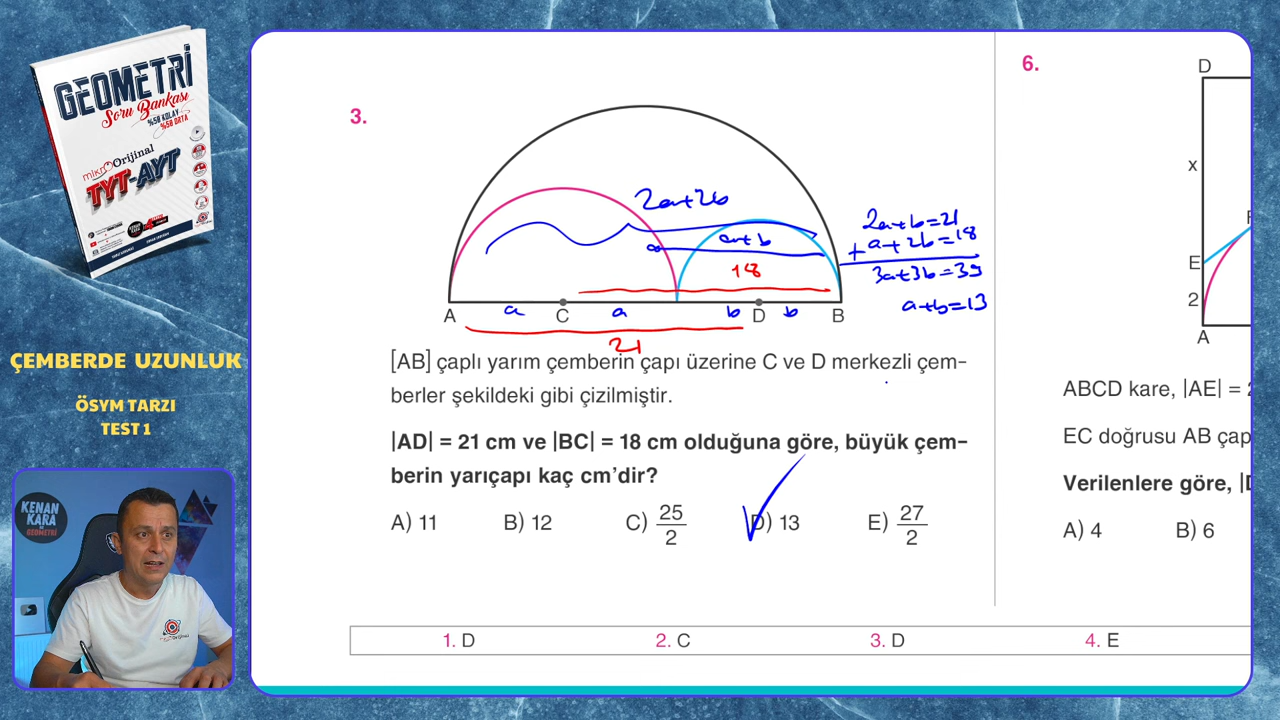 GEOMETRİ
Soru Bankası
%50 KOLAY
%50 ORTA
mikro Orijinal
TYT-AYT
ÇEMBERDE UZUNLUK
ÖSYM TARZI
TEST 1
KENAN
KARA
GEOMETRİ
3.
2a+2b
a+b
18
A a C a b D b B
21
2a+b=21
+ a+2b=18
3a+3b=39
a+b=13
[AB] çaplı yarım çemberin çapı üzerine C ve D merkezli çem-
berler şekildeki gibi çizilmiştir.
|AD| = 21 cm ve |BC| = 18 cm olduğuna göre, büyük çem-
berin yarıçapı kaç cm'dir?
A) 11 B) 12 C) 25/2 D) 13 E) 27/2
6.
D
x
E
2
A
ABCD kare, |AE| = 2
EC doğrusu AB çap
Verilenlere göre, |D
A) 4 B) 6
1. D 2. C 3. D 4. E